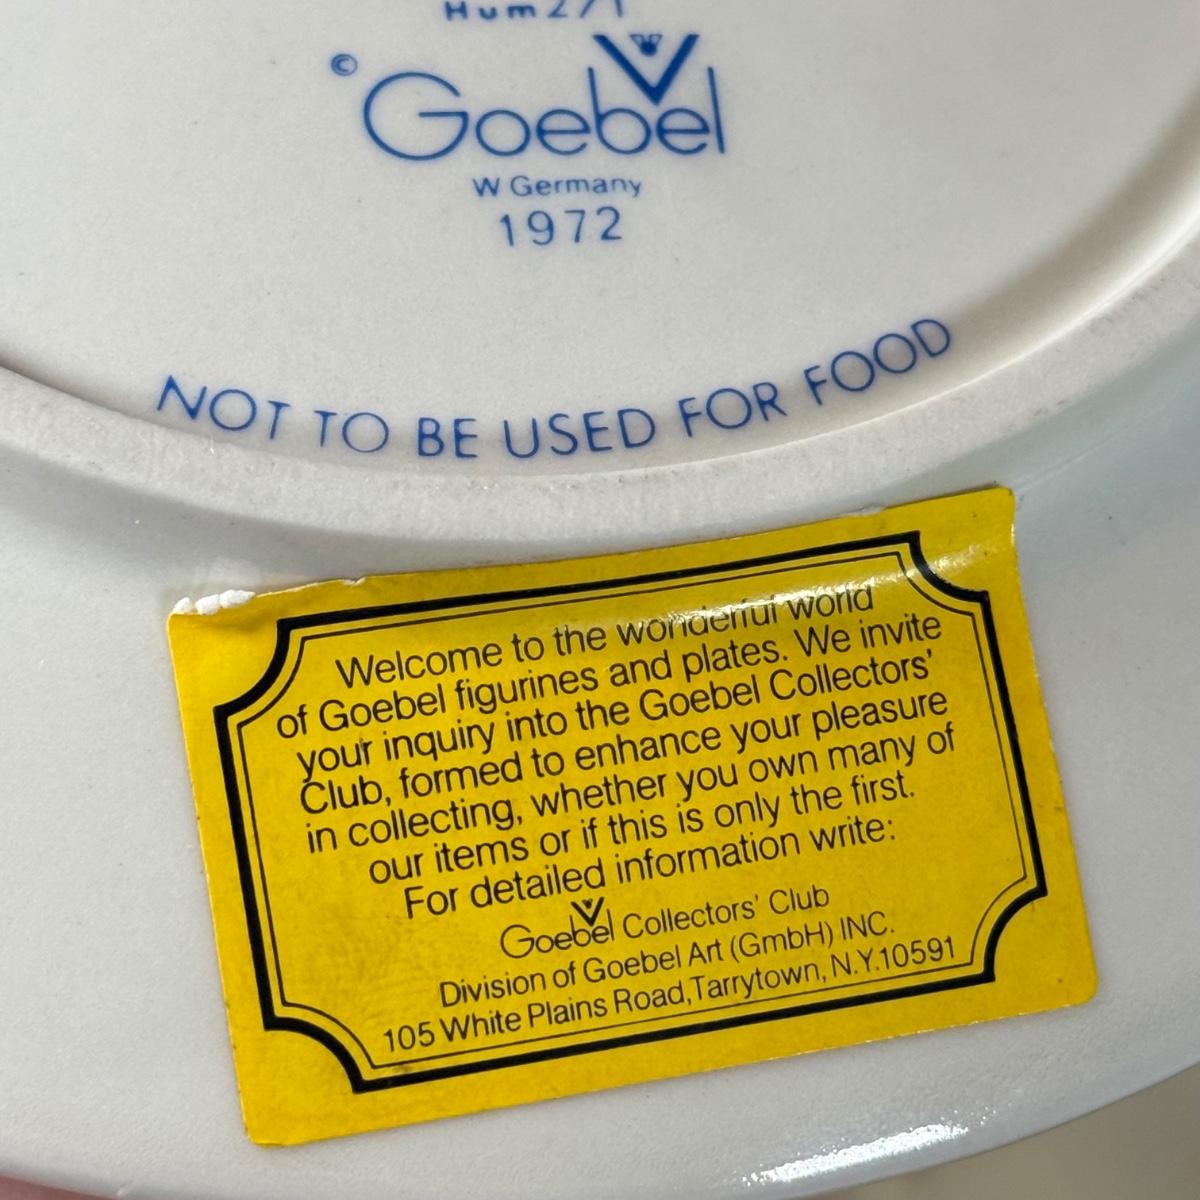 Hum 271
© Goebel
W Germany
1972
NOT TO BE USED FOR FOOD
Welcome to the wonderful world
of Goebel figurines and plates. We invite
your inquiry into the Goebel Collectors'
Club, formed to enhance your pleasure
in collecting, whether you own many of
our items or if this is only the first.
For detailed information write:
Goebel Collectors' Club
Division of Goebel Art (GmbH) INC.
105 White Plains Road, Tarrytown, N.Y. 10591